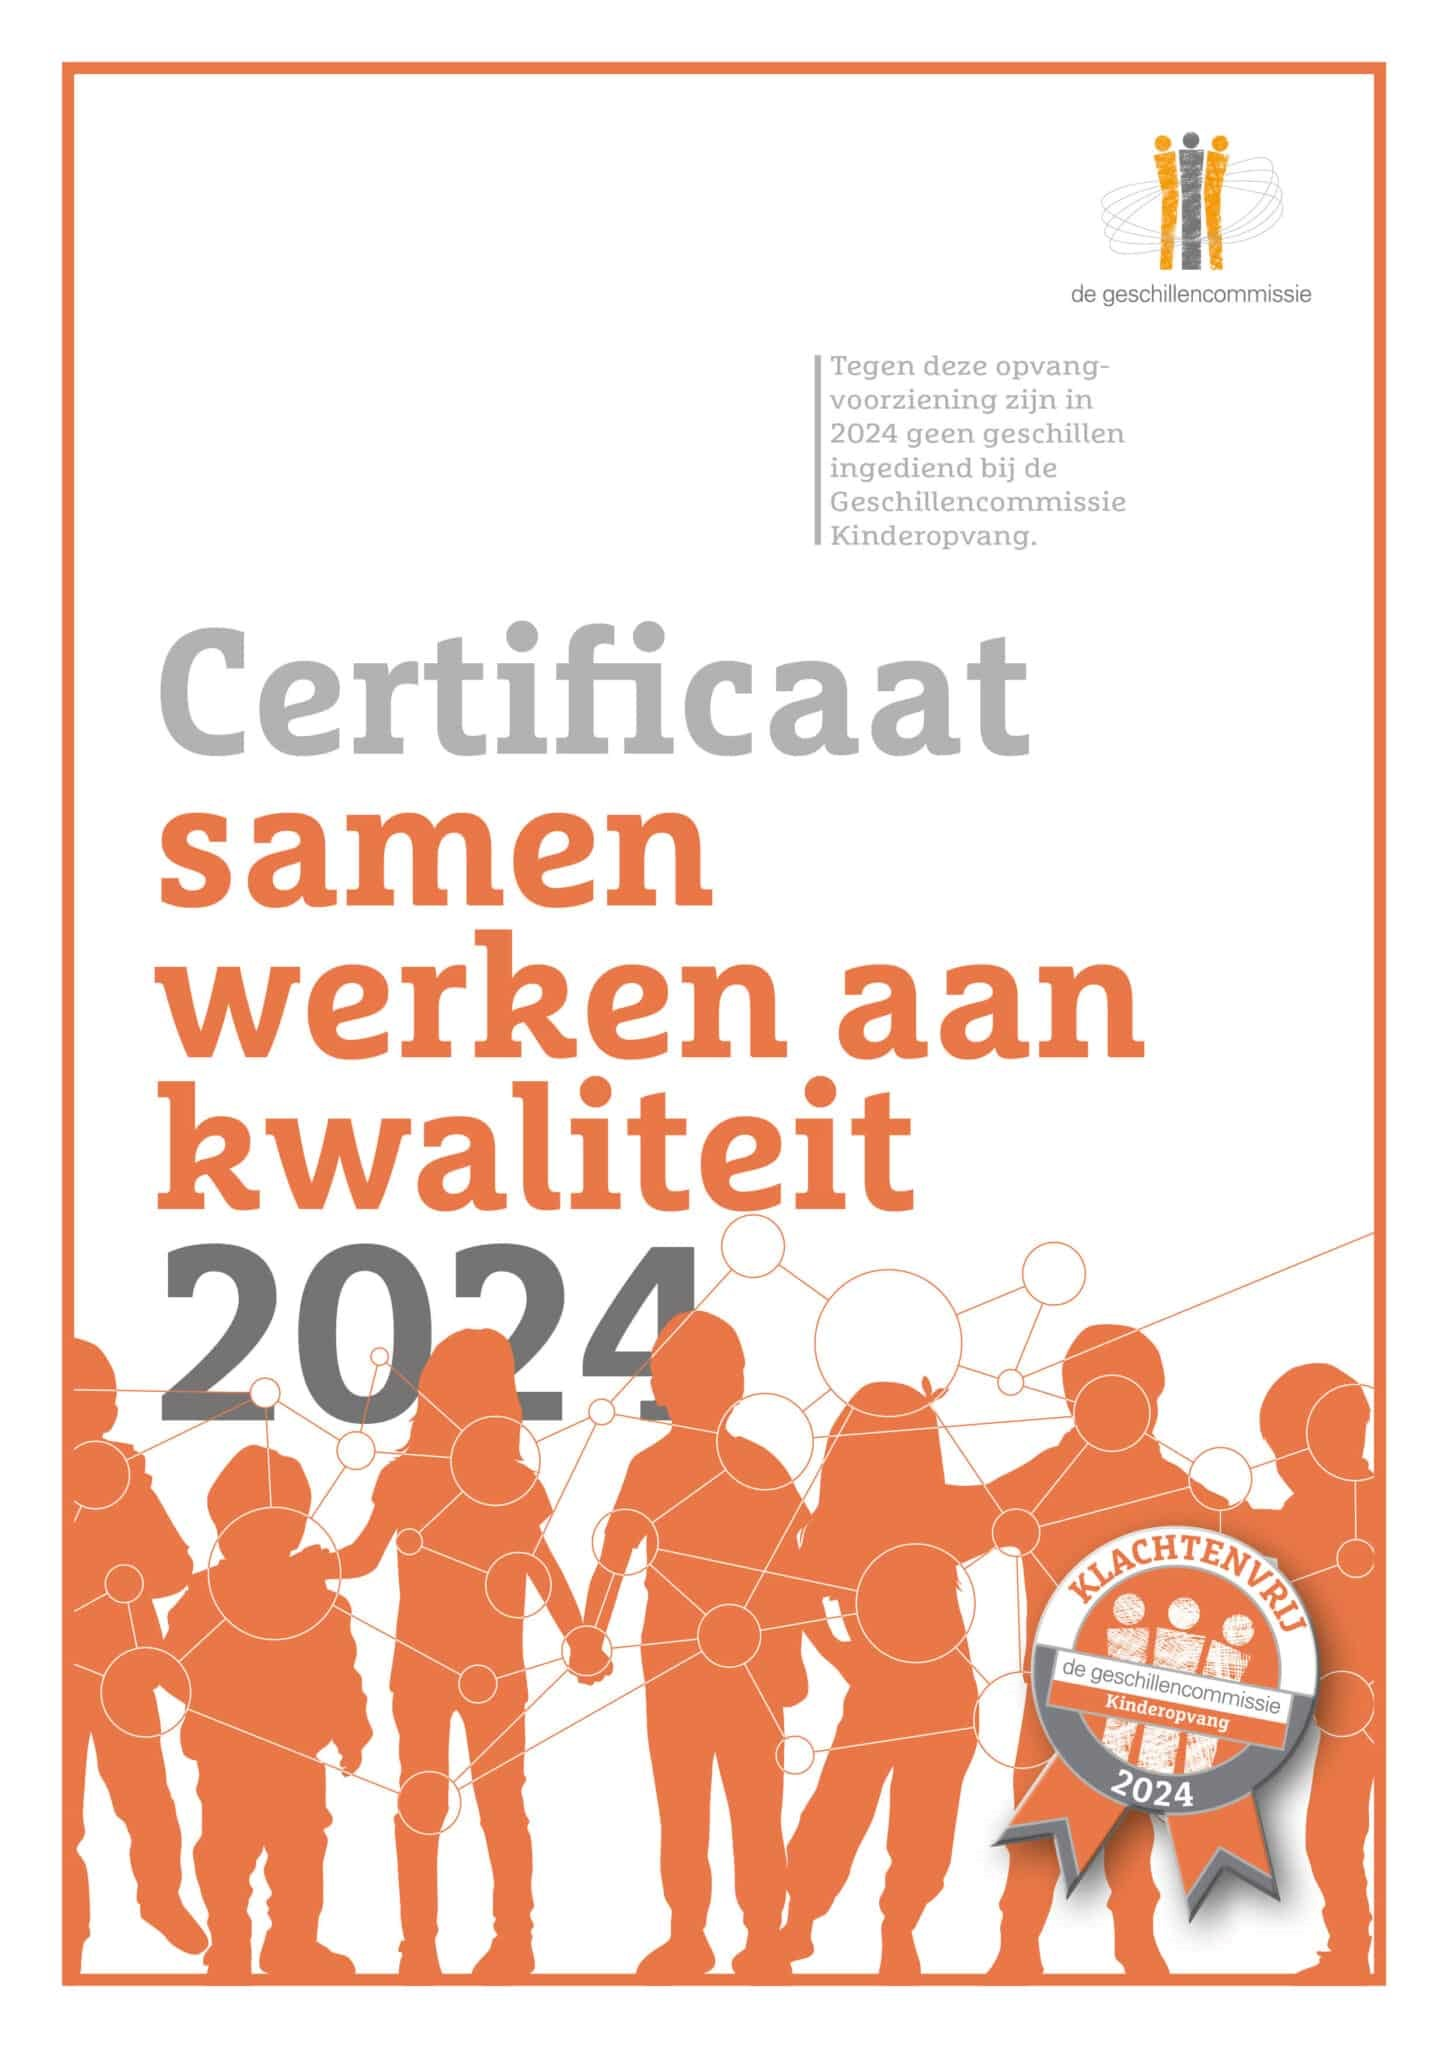 de geschillencommissie
Tegen deze opvang-
voorziening zijn in
2024 geen geschillen
ingediend bij de
Geschillencommissie
Kinderopvang.
Certificaat
samen
werken aan
kwaliteit
2024
KLACHTENVRIJ
de geschillencommissie
Kinderopvang
2024